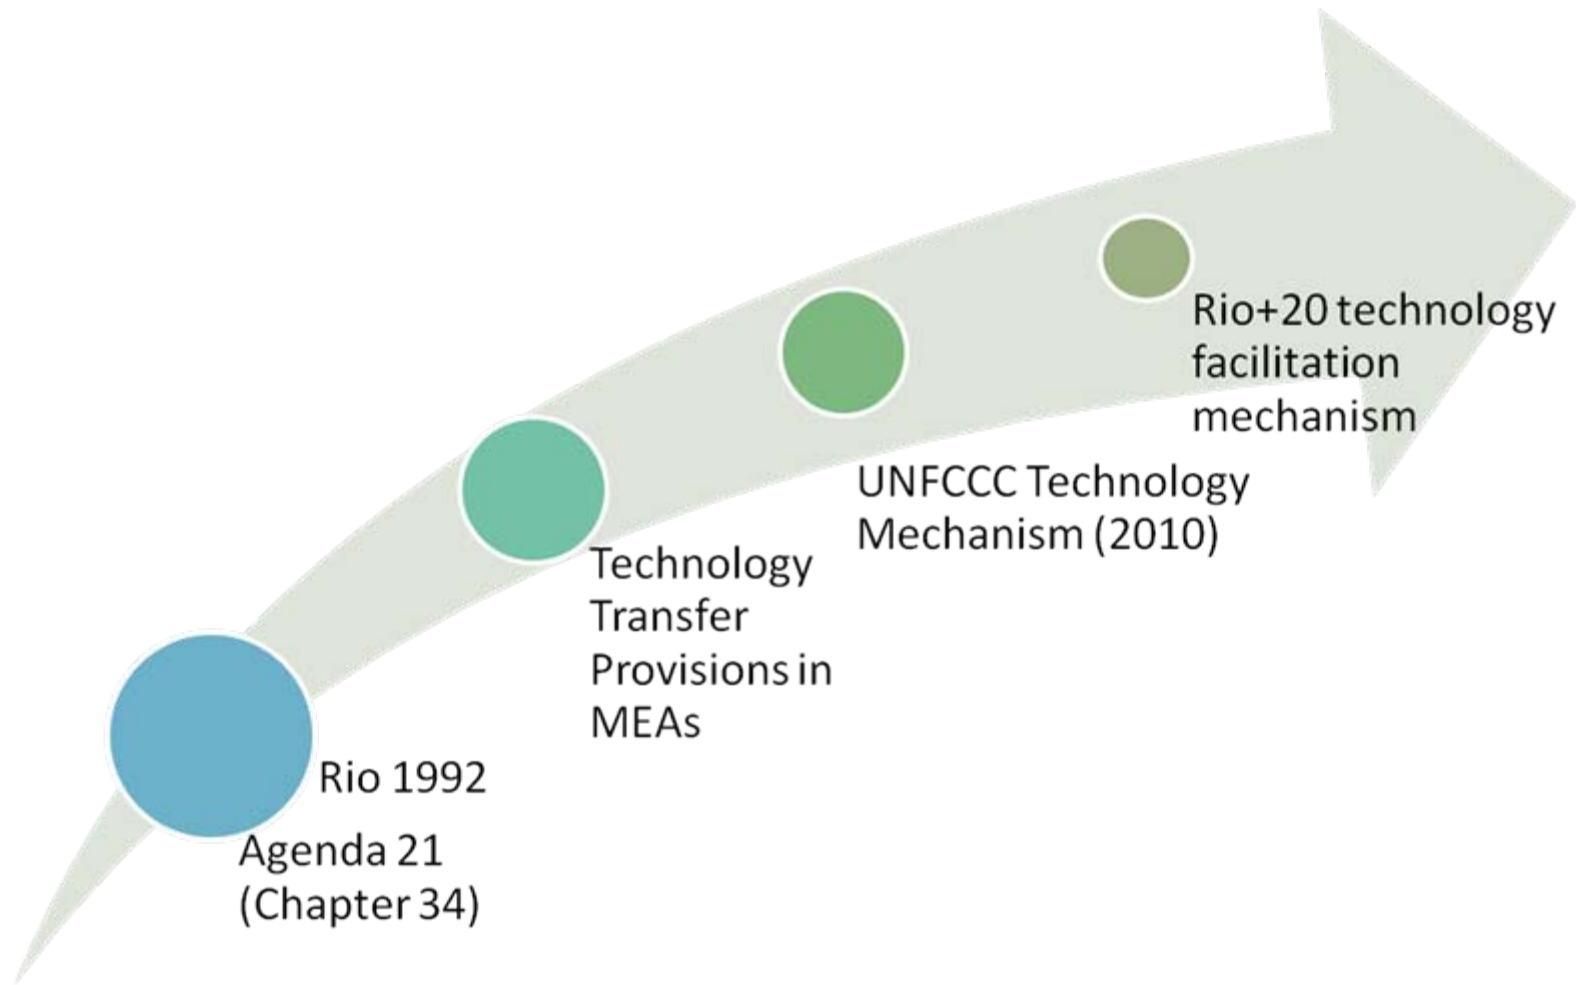 Rio 1992
Agenda 21
(Chapter 34)
Technology
Transfer
Provisions in
MEAs
UNFCCC Technology
Mechanism (2010)
Rio+20 technology
facilitation
mechanism